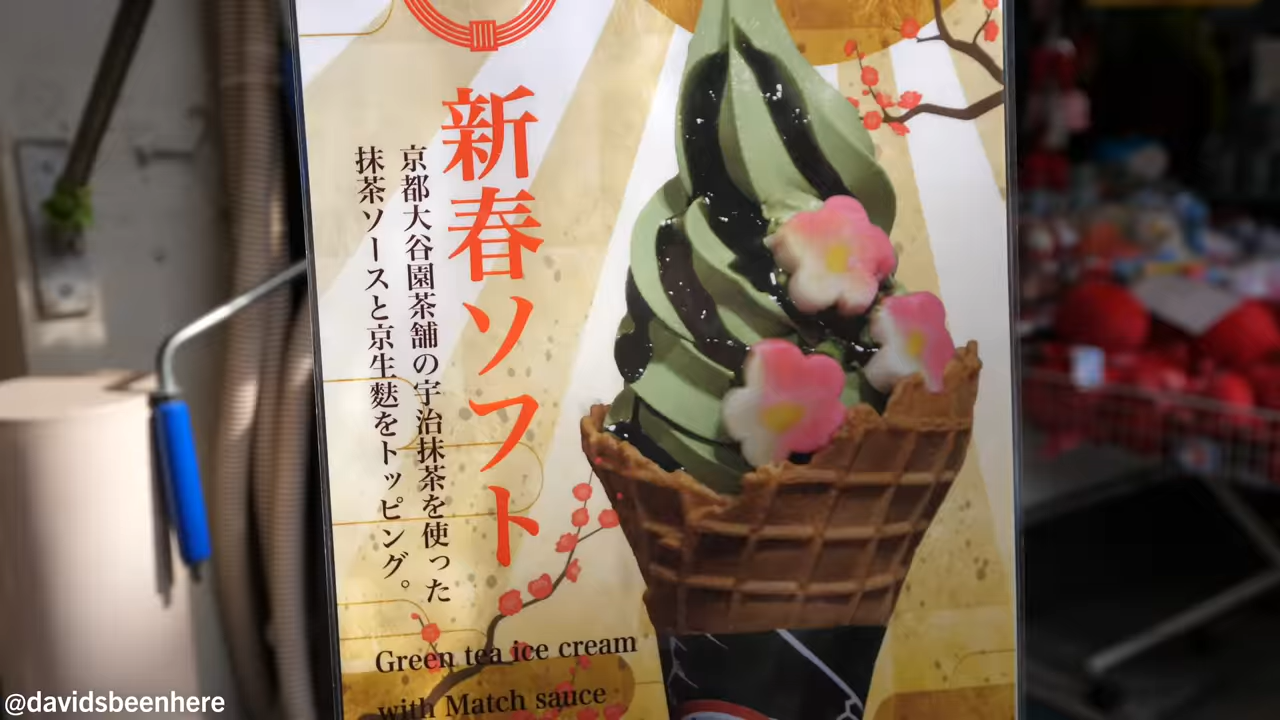 新春ソフト
京都大谷園茶舗の宇治抹茶を使った
抹茶ソースと京生麩をトッピング。
Green tea ice cream
with Match sauce
@davidsbeenhere